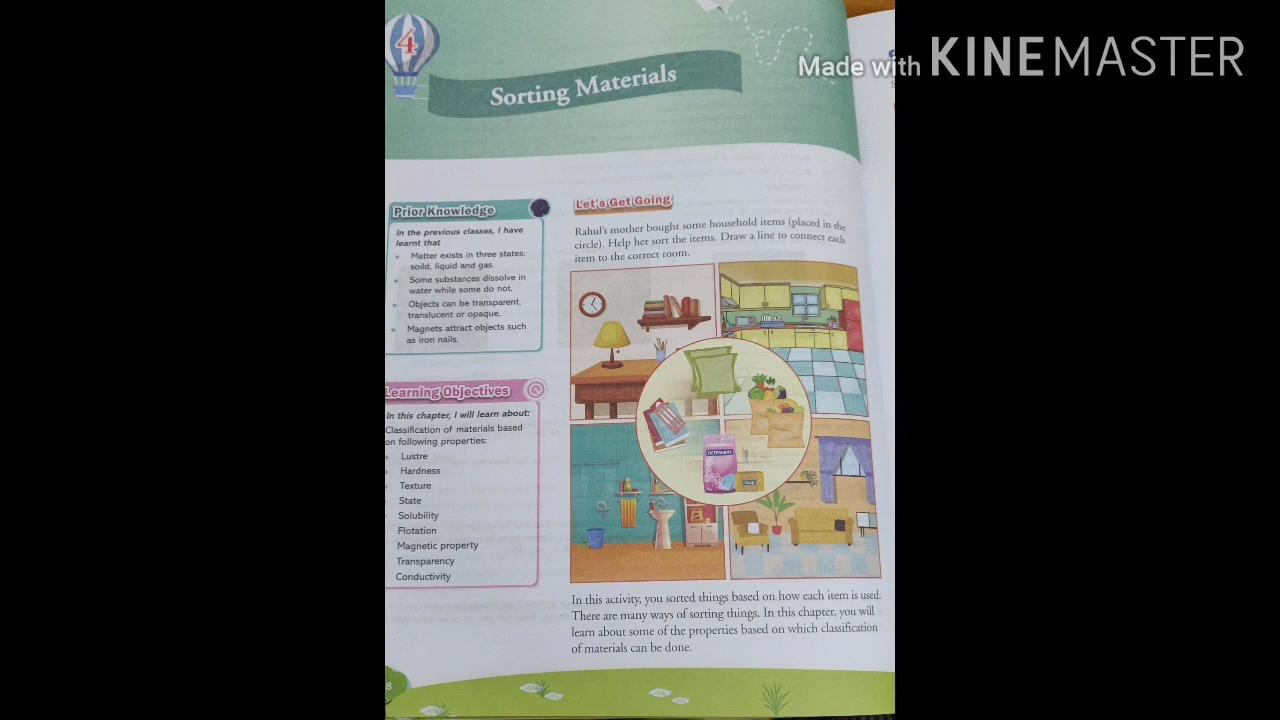 Made with KINEMASTER
4
Sorting Materials
Prior Knowledge
In the previous classes, I have
learnt that
Matter exists in three states:
soild, liquid and gas.
Some substances dissolve in
water while some do not.
Objects can be transparent,
translucent or opaque.
Magnets attract objects such
as iron nails.
Learning Objectives
In this chapter, I will learn about:
Classification of materials based
on following properties:
Lustre
Hardness
Texture
State
Solubility
Flotation
Magnetic property
Transparency
Conductivity
Let's Get Going
Rahul's mother bought some household items (placed in the
circle). Help her sort the items. Draw a line to connect each
item to the correct room.
DETERGENT
Soap
In this activity, you sorted things based on how each item is used.
There are many ways of sorting things. In this chapter, you will
learn about some of the properties based on which classification
of materials can be done.
8